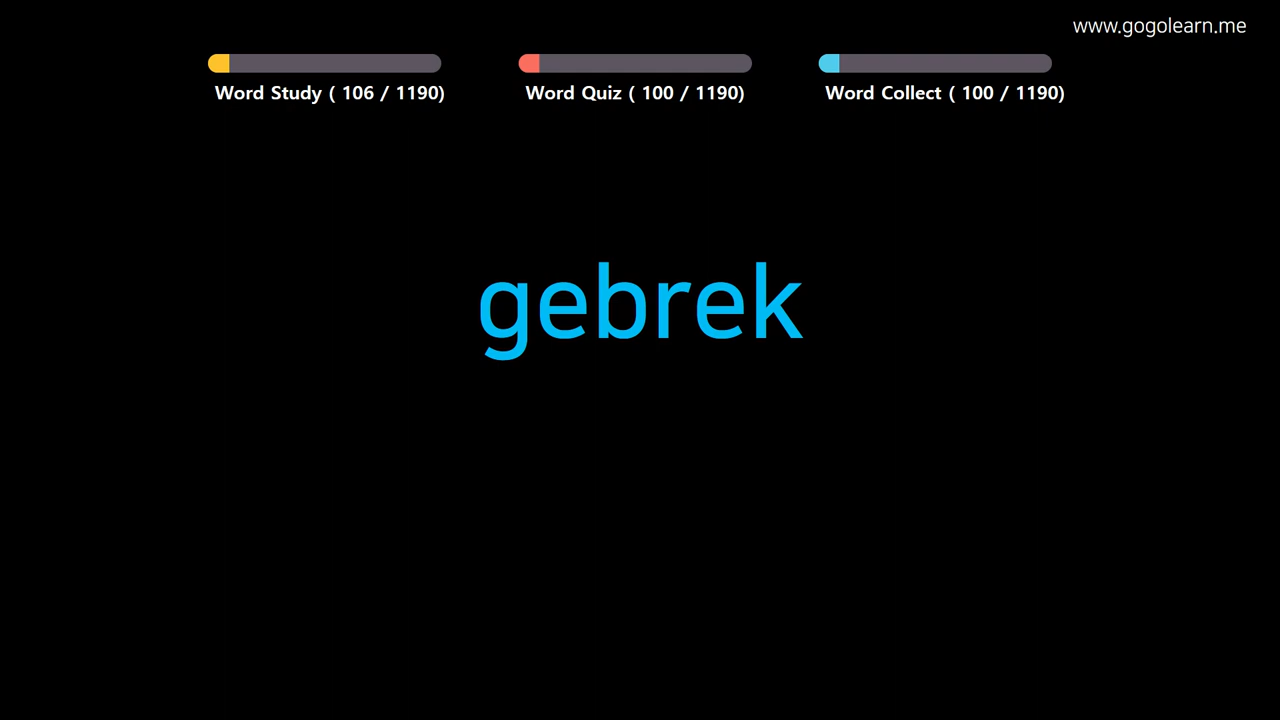 www.gogolearn.me
Word Study ( 106 / 1190)
Word Quiz ( 100 / 1190)
Word Collect ( 100 / 1190)
gebrek